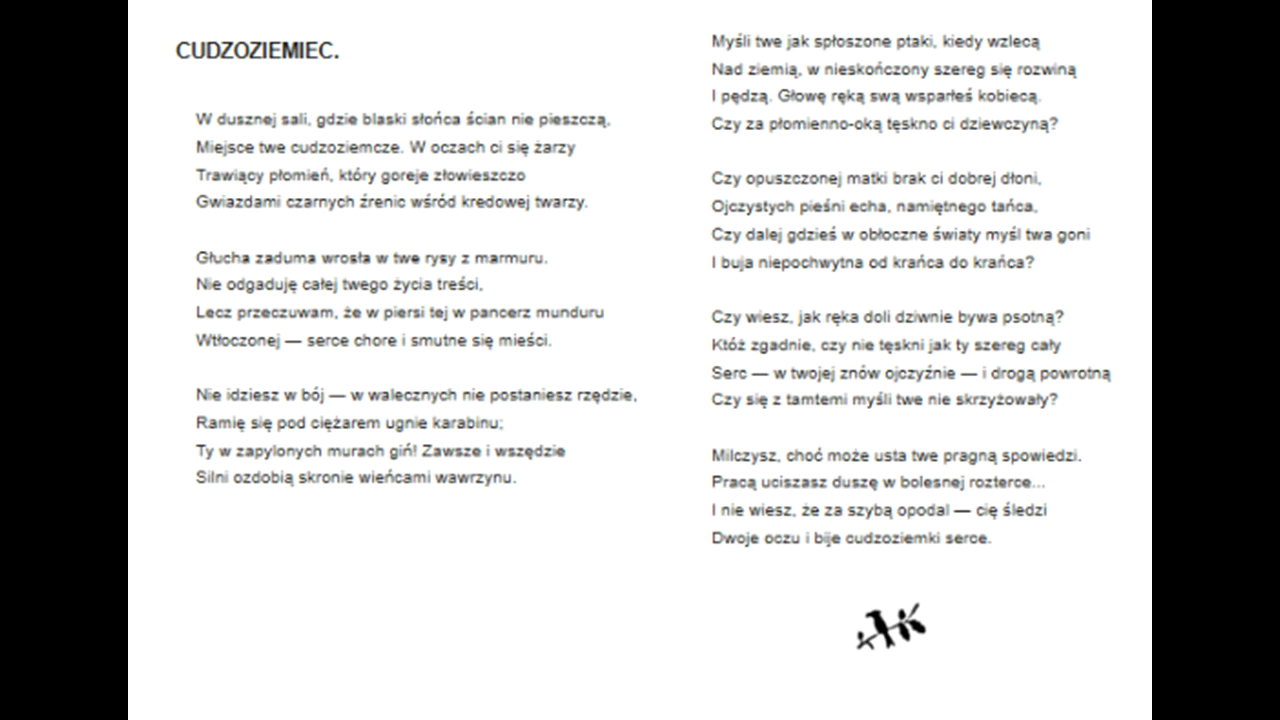 CUDZOZIEMIEC.
W dusznej sali, gdzie blaski słońca ścian nie pieszczą,
Miejsce twe cudzoziemcze. W oczach ci się żarzy
Trawiący płomień, który goreje złowieszczo
Gwiazdami czarnych źrenic wśród kredowej twarzy.
Głucha zaduma wrosła w twe rysy z marmuru.
Nie odgaduję całej twego życia treści,
Lecz przeczuwam, że w piersi tej w pancerz munduru
Wtłoczonej — serce chore i smutne się mieści.
Nie idziesz w bój — w walecznych nie postaniesz rzędzie,
Ramię się pod ciężarem ugnie karabinu;
Ty w zapylonych murach giń! Zawsze i wszędzie
Silni ozdobią skronie wieńcami wawrzynu.
Myśli twe jak spłoszone ptaki, kiedy wzlecą
Nad ziemią, w nieskończony szereg się rozwiną
I pędzą. Głowę ręką swą wsparłeś kobiecą.
Czy za płomienno-oką tęskno ci dziewczyną?
Czy opuszczonej matki brak ci dobrej dłoni,
Ojczystych pieśni echa, namiętnego tańca,
Czy dalej gdzieś w obłoczne światy myśl twa goni
I buja niepochwytna od krańca do krańca?
Czy wiesz, jak ręka doli dziwnie bywa psotną?
Któż zgadnie, czy nie tęskni jak ty szereg cały
Serc — w twojej znów ojczyźnie — i drogą powrotną
Czy się z tamtemi myśli twe nie skrzyżowały?
Milczysz, choć może usta twe pragną spowiedzi.
Pracą uciszasz duszę w bolesnej rozterce...
I nie wiesz, że za szybą opodal — cię śledzi
Dwoje oczu i bije cudzoziemki serce.